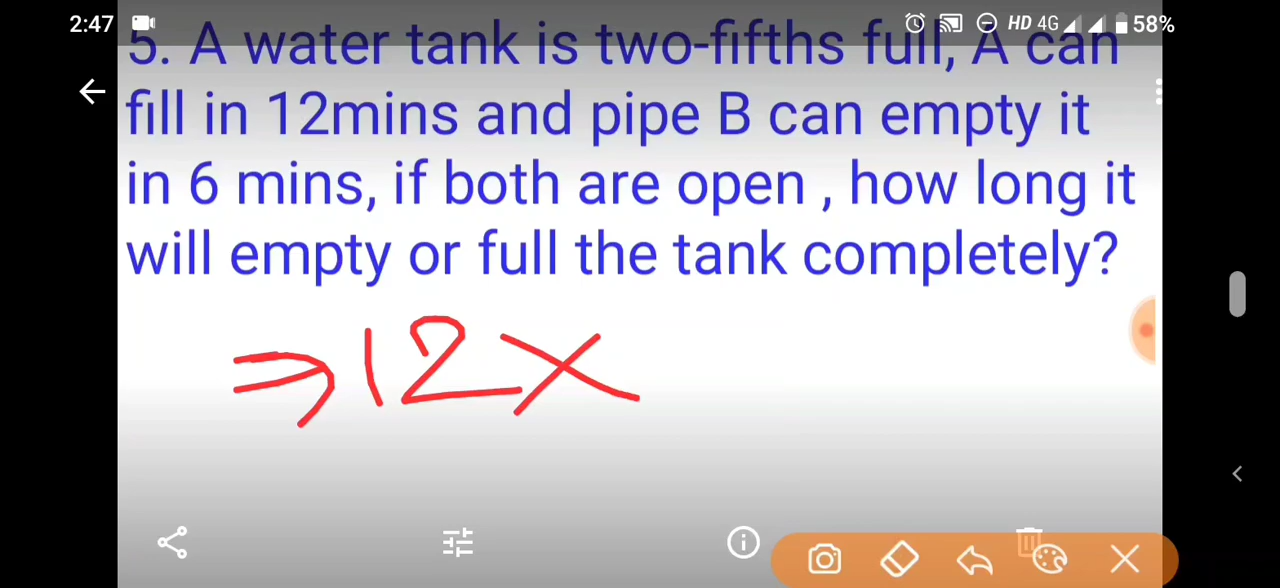 2:47 HD 4G 58%
5. A water tank is two-fifths full, A can
fill in 12mins and pipe B can empty it
in 6 mins, if both are open , how long it
will empty or full the tank completely?
⇒12×